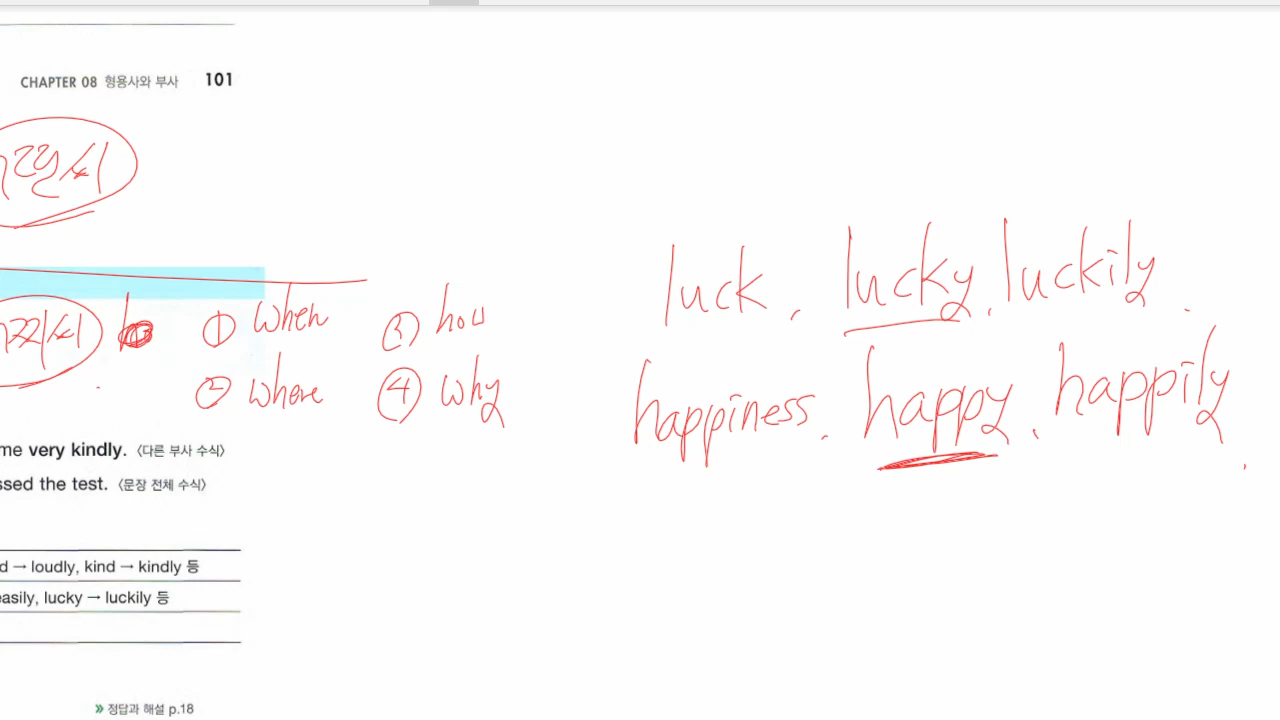 CHAPTER 08 형용사와 부사 101
luck, lucky, luckily.
① when ③ how
② where ④ why
happiness, happy, happily.
me very kindly. 〈다른 부사 수식〉
ssed the test. 〈문장 전체 수식〉
d → loudly, kind → kindly 등
easily, lucky → luckily 등
» 정답과 해설 p.18